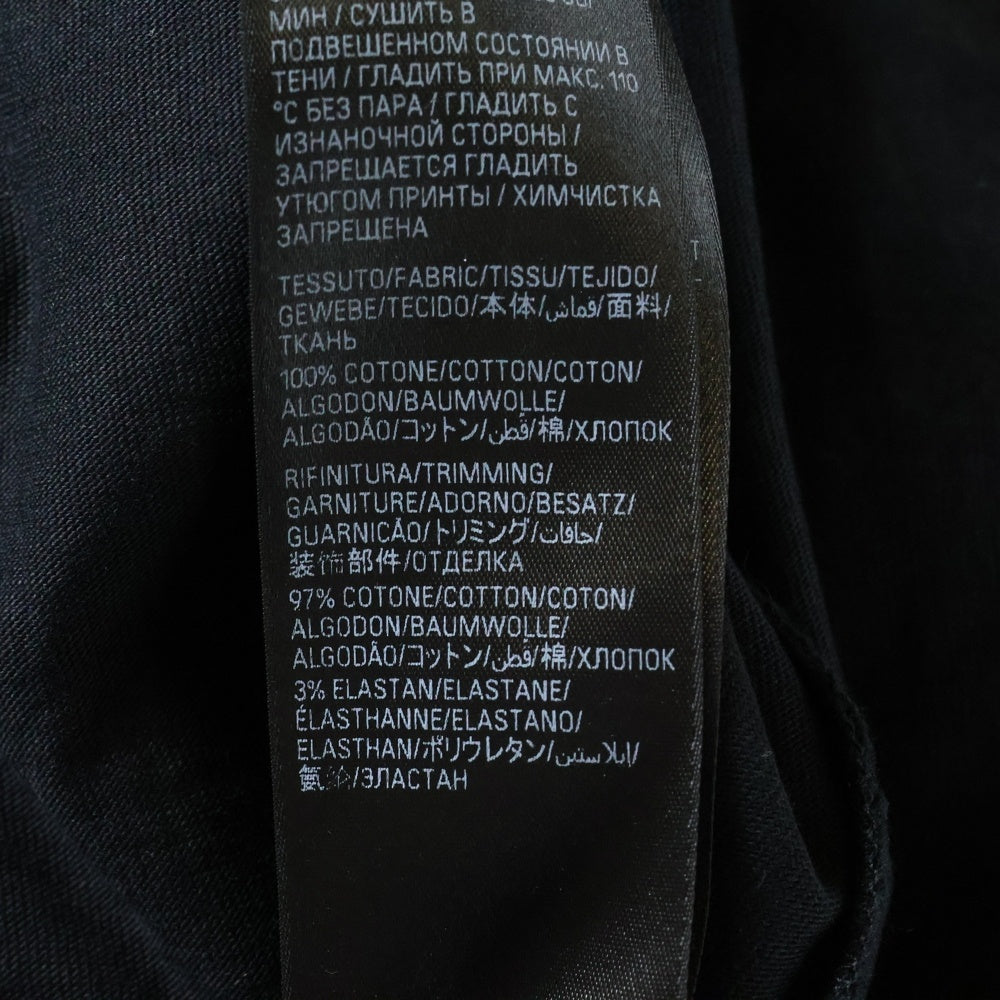 МИН / СУШИТЬ В
ПОДВЕШЕННОМ СОСТОЯНИИ В
ТЕНИ / ГЛАДИТЬ ПРИ МАКС. 110
°C БЕЗ ПАРА / ГЛАДИТЬ С
ИЗНАНОЧНОЙ СТОРОНЫ /
ЗАПРЕЩАЕТСЯ ГЛАДИТЬ
УТЮГОМ ПРИНТЫ / ХИМЧИСТКА
ЗАПРЕЩЕНА
TESSUTO/FABRIC/TISSU/TEJIDO/
GEWEBE/TECIDO/本体/قماش/面料/
ТКАНЬ
100% COTONE/COTTON/COTON/
ALGODON/BAUMWOLLE/
ALGODÃO/コットン/قطن/棉/ХЛОПОК
RIFINITURA/TRIMMING/
GARNITURE/ADORNO/BESATZ/
GUARNICÃO/トリミング/حافات/
装饰部件/ОТДЕЛКА
97% COTONE/COTTON/COTON/
ALGODON/BAUMWOLLE/
ALGODÃO/コットン/قطن/棉/ХЛОПОК
3% ELASTAN/ELASTANE/
ÉLASTHANNE/ELASTANO/
ELASTHAN/ポリウレタン/إيلاستين/
/ЭЛАСТАН